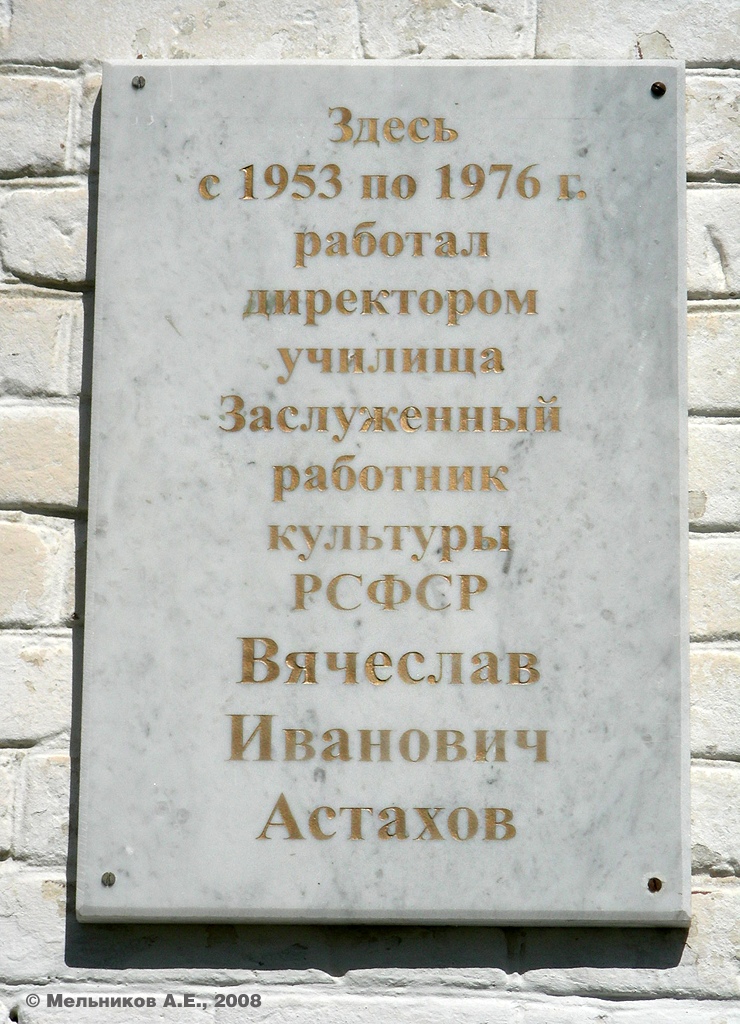 Здесь
с 1953 по 1976 г.
работал
директором
училища
Заслуженный
работник
культуры
РСФСР
Вячеслав
Иванович
Астахов
© Мельников А.Е., 2008